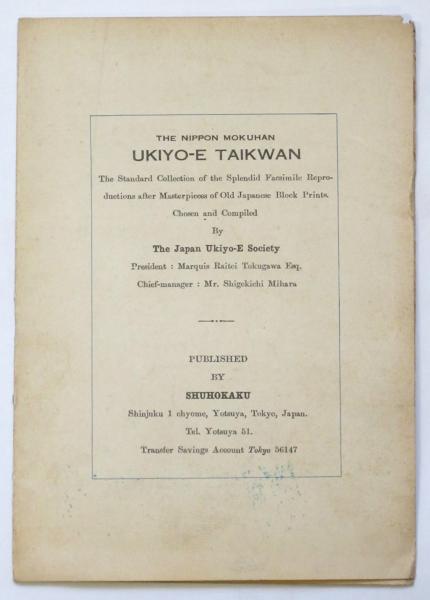 THE NIPPON MOKUHAN
UKIYO-E TAIKWAN
The Standard Collection of the Splendid Facsimile Repro-
ductions after Masterpieces of Old Japanese Block Prints.
Chosen and Compiled
By
The Japan Ukiyo-E Society
President : Marquis Raitei Tokugawa Esq.
Chief-manager : Mr. Shigekichi Mihara
PUBLISHED
BY
SHUHOKAKU
Shinjuku 1 chyome, Yotsuya, Tokyo, Japan.
Tel. Yotsuya 51.
Transfer Savings Account Tokyo 56147